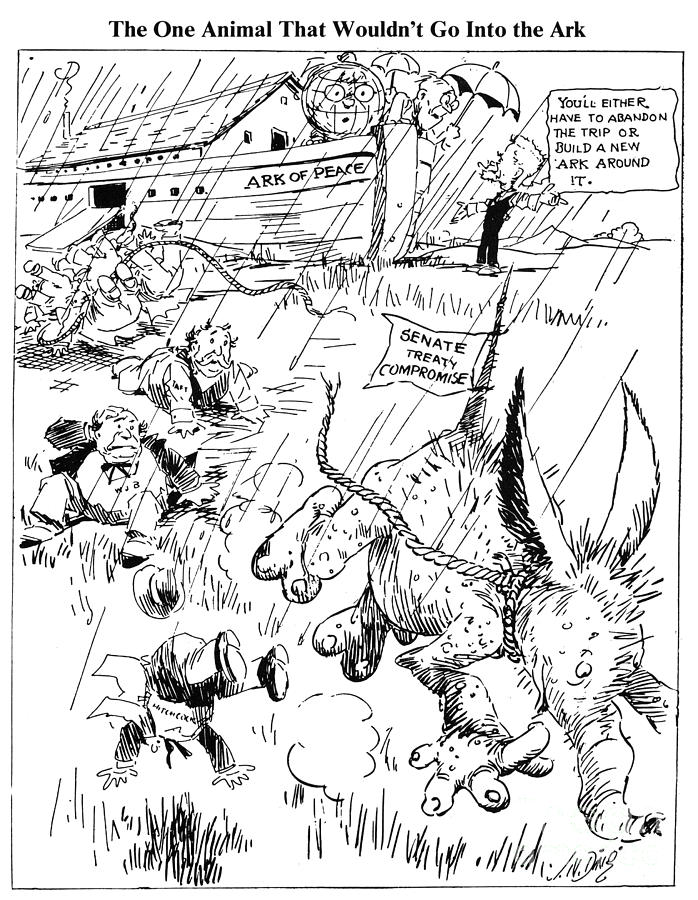 The One Animal That Wouldn't Go Into the Ark
YOU'LL EITHER
HAVE TO ABANDON
THE TRIP OR
BUILD A NEW
ARK AROUND
IT.
ARK OF PEACE
SENATE
TREATY
COMPROMISE
TAFT
W.J.B
HITCHCOCK
J.N. Ding